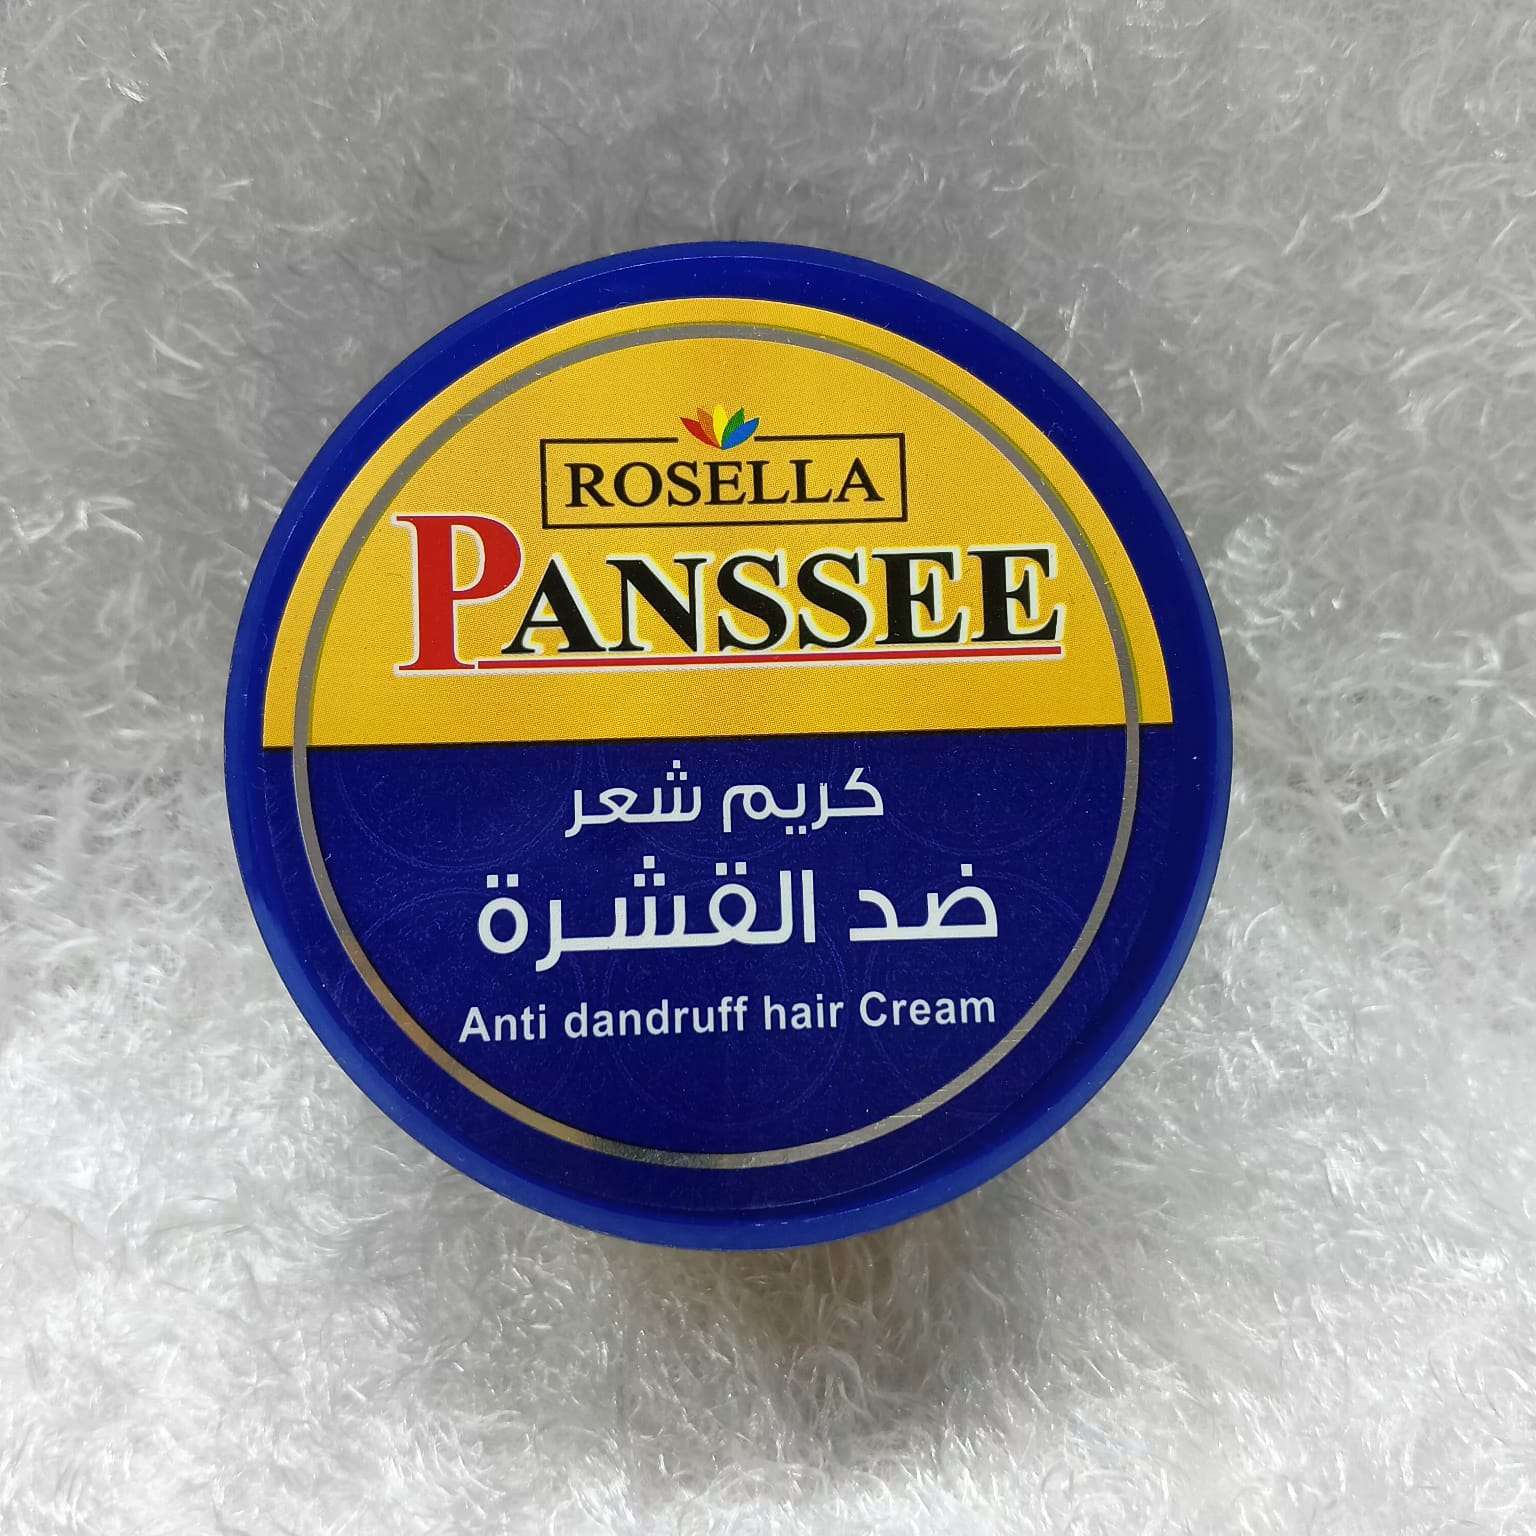 ROSELLA
PANSSEE
كريم شعر
ضد القشرة
Anti dandruff hair Cream